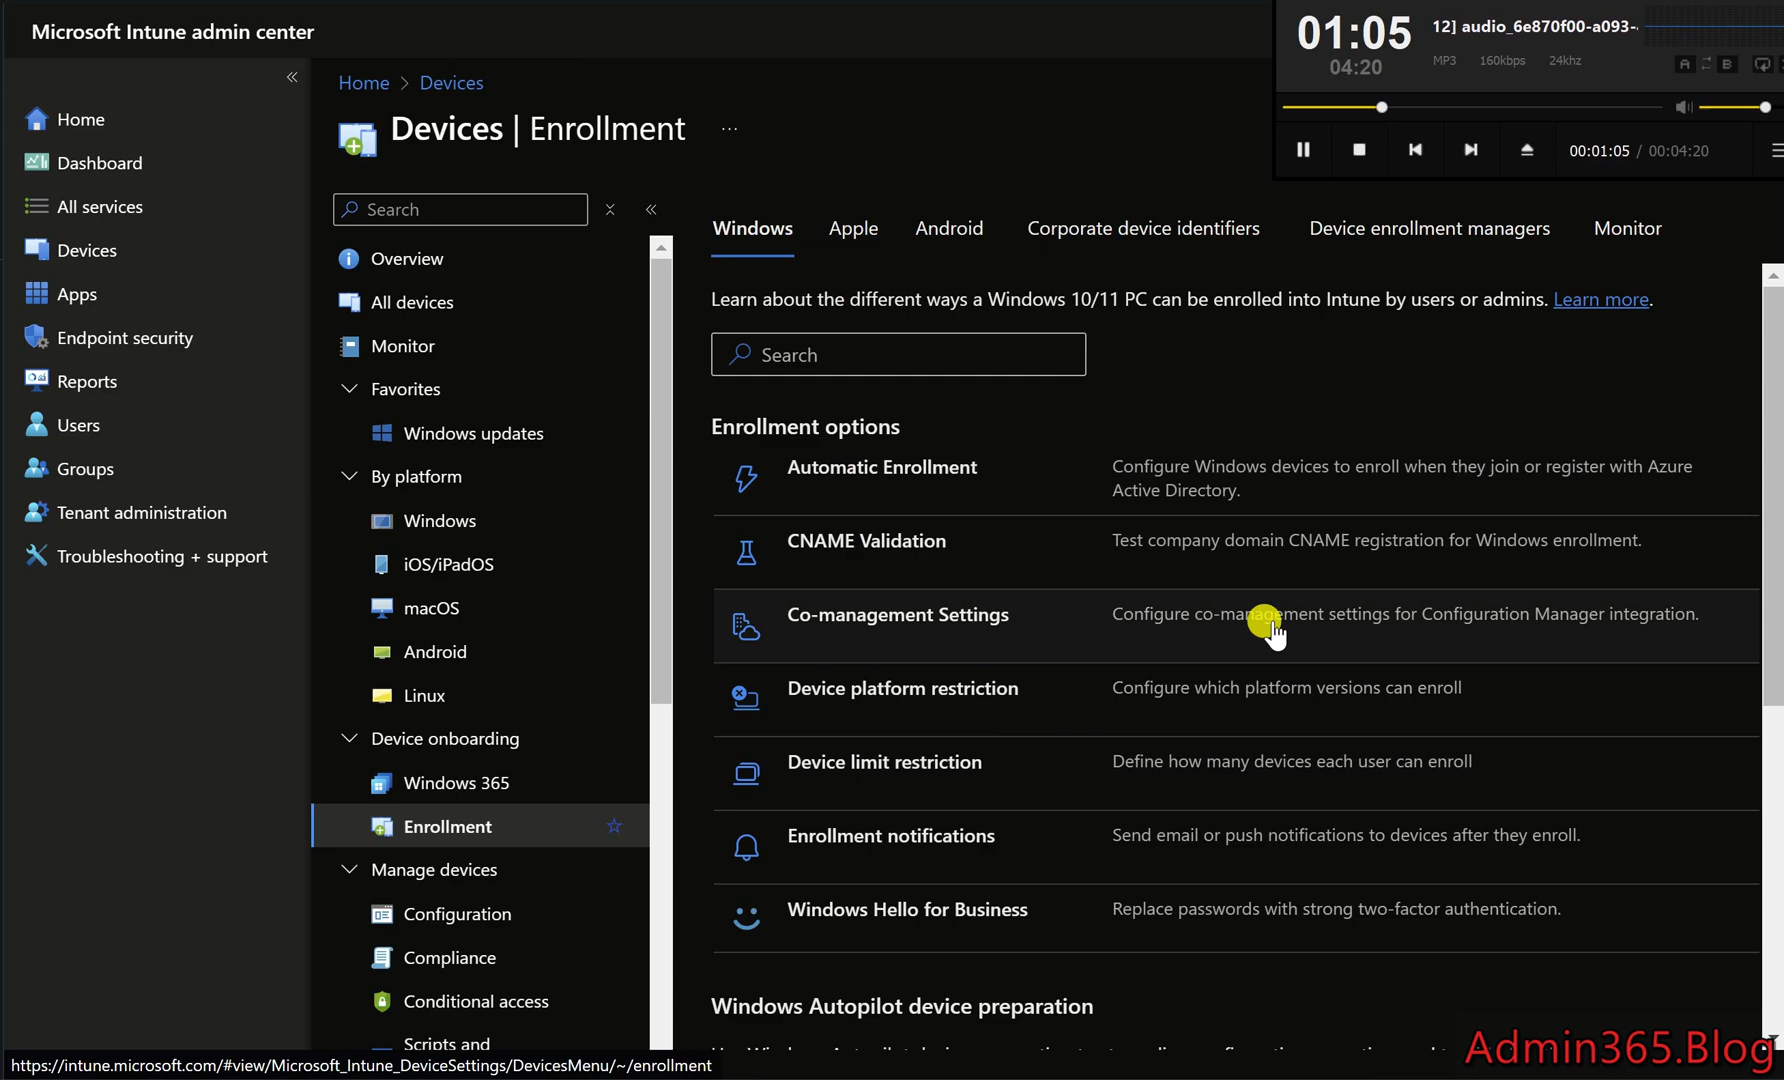 Microsoft Intune admin center
01:05
04:20
12] audio_6e870f00-a093-
MP3 160kbps 24khz
A B
00:01:05 / 00:04:20
Home
Dashboard
All services
Devices
Apps
Endpoint security
Reports
Users
Groups
Tenant administration
Troubleshooting + support
Home > Devices
Devices | Enrollment ...
Search
Overview
All devices
Monitor
Favorites
Windows updates
By platform
Windows
iOS/iPadOS
macOS
Android
Linux
Device onboarding
Windows 365
Enrollment
Manage devices
Configuration
Compliance
Conditional access
Scripts and
Windows Apple Android Corporate device identifiers Device enrollment managers Monitor
Learn about the different ways a Windows 10/11 PC can be enrolled into Intune by users or admins. Learn more.
Search
Enrollment options
Automatic Enrollment
Configure Windows devices to enroll when they join or register with Azure
Active Directory.
CNAME Validation
Test company domain CNAME registration for Windows enrollment.
Co-management Settings
Configure co-management settings for Configuration Manager integration.
Device platform restriction
Configure which platform versions can enroll
Device limit restriction
Define how many devices each user can enroll
Enrollment notifications
Send email or push notifications to devices after they enroll.
Windows Hello for Business
Replace passwords with strong two-factor authentication.
Windows Autopilot device preparation
https://intune.microsoft.com/#view/Microsoft_Intune_DeviceSettings/DevicesMenu/~/enrollment
Admin365.Blog